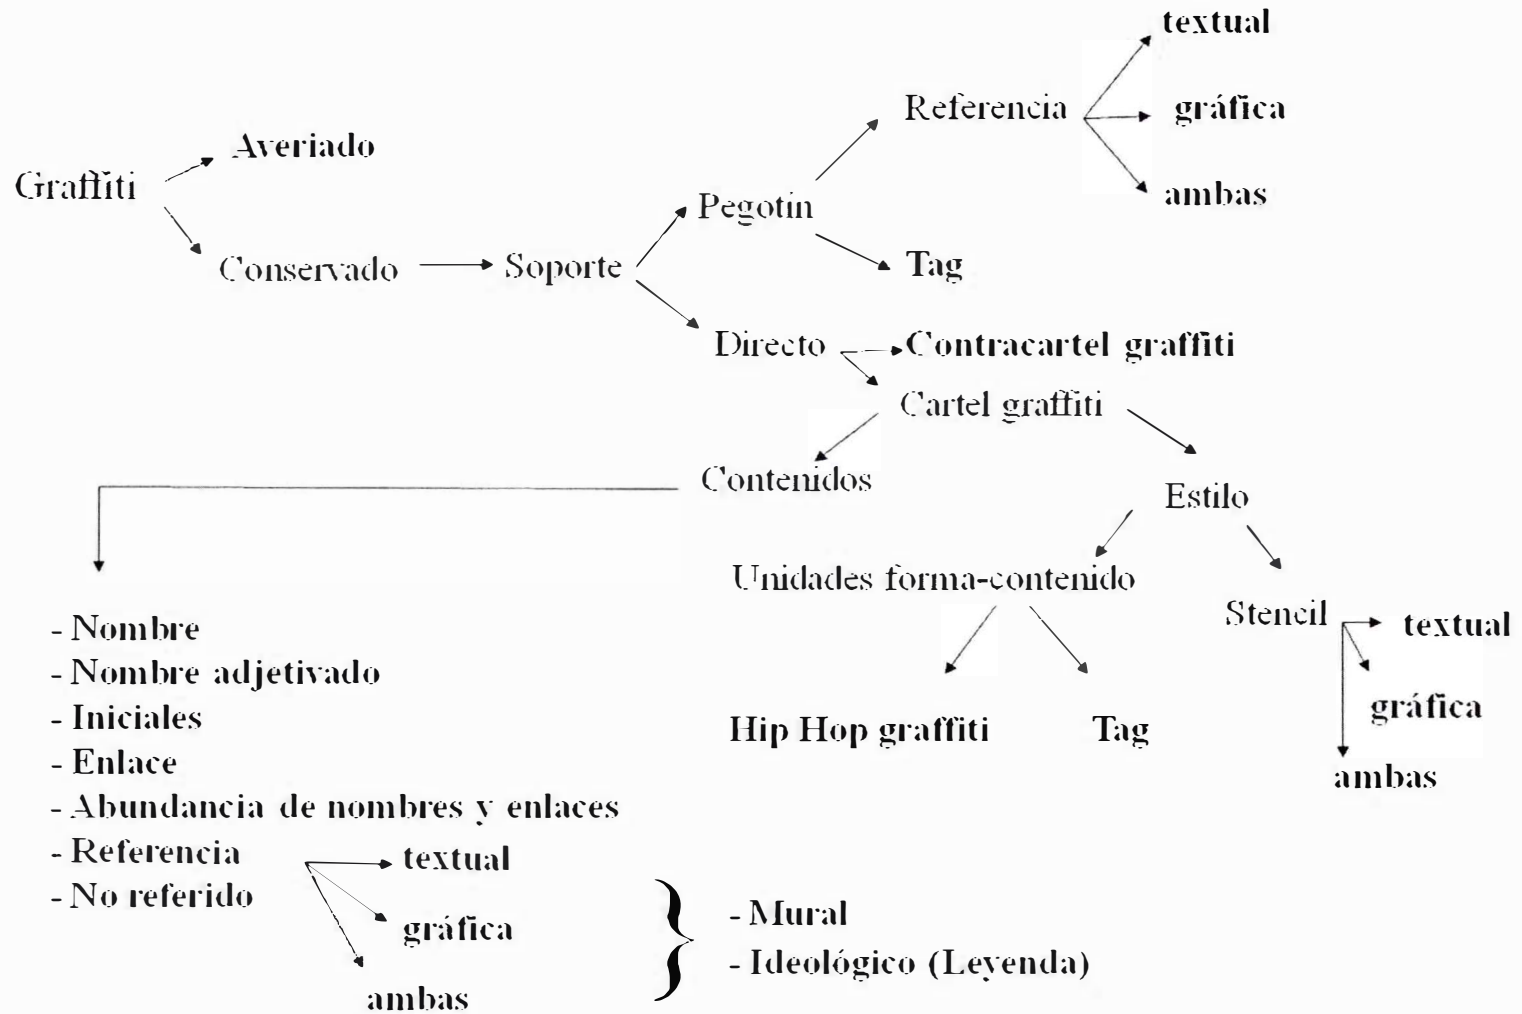 textual
Referencia
gráfica
Averiado
Graffiti
ambas
Pegotin
Conservado
Soporte
Tag
Directo
Contracartel graffiti
Cartel graffiti
Contenidos
Estilo
Unidades forma-contenido
Stencil
textual
gráfica
ambas
Hip Hop graffiti
Tag
- Nombre
- Nombre adjetivado
- Iniciales
- Enlace
- Abundancia de nombres y enlaces
- Referencia
textual
- No referido
gráfica
ambas
- Mural
- Ideológico (Leyenda)